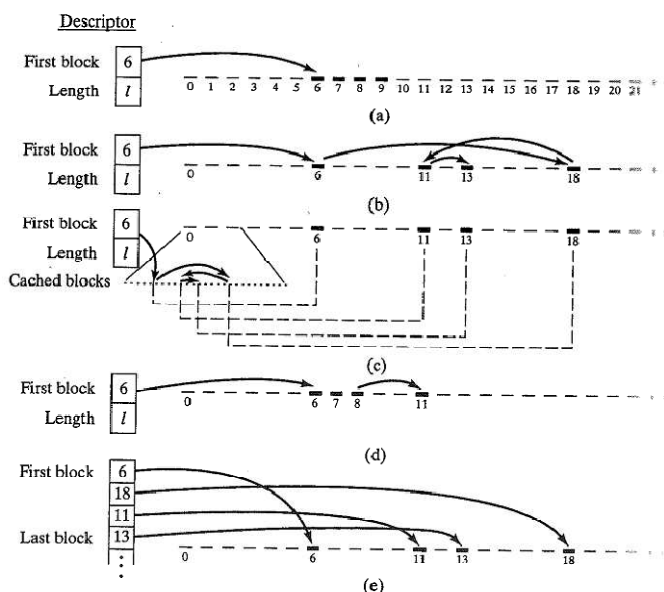 Descriptor
First block 6
Length l
0 1 2 3 4 5 6 7 8 9 10 11 12 13 14 15 16 17 18 19 20 21
(a)
First block 6
Length l
0 6 11 13 18
(b)
First block 6
Length l
0 6 11 13 18
Cached blocks
(c)
First block 6
Length l
0 6 7 8 11
(d)
First block 6
18
11
Last block 13
0 6 11 13 18
(e)